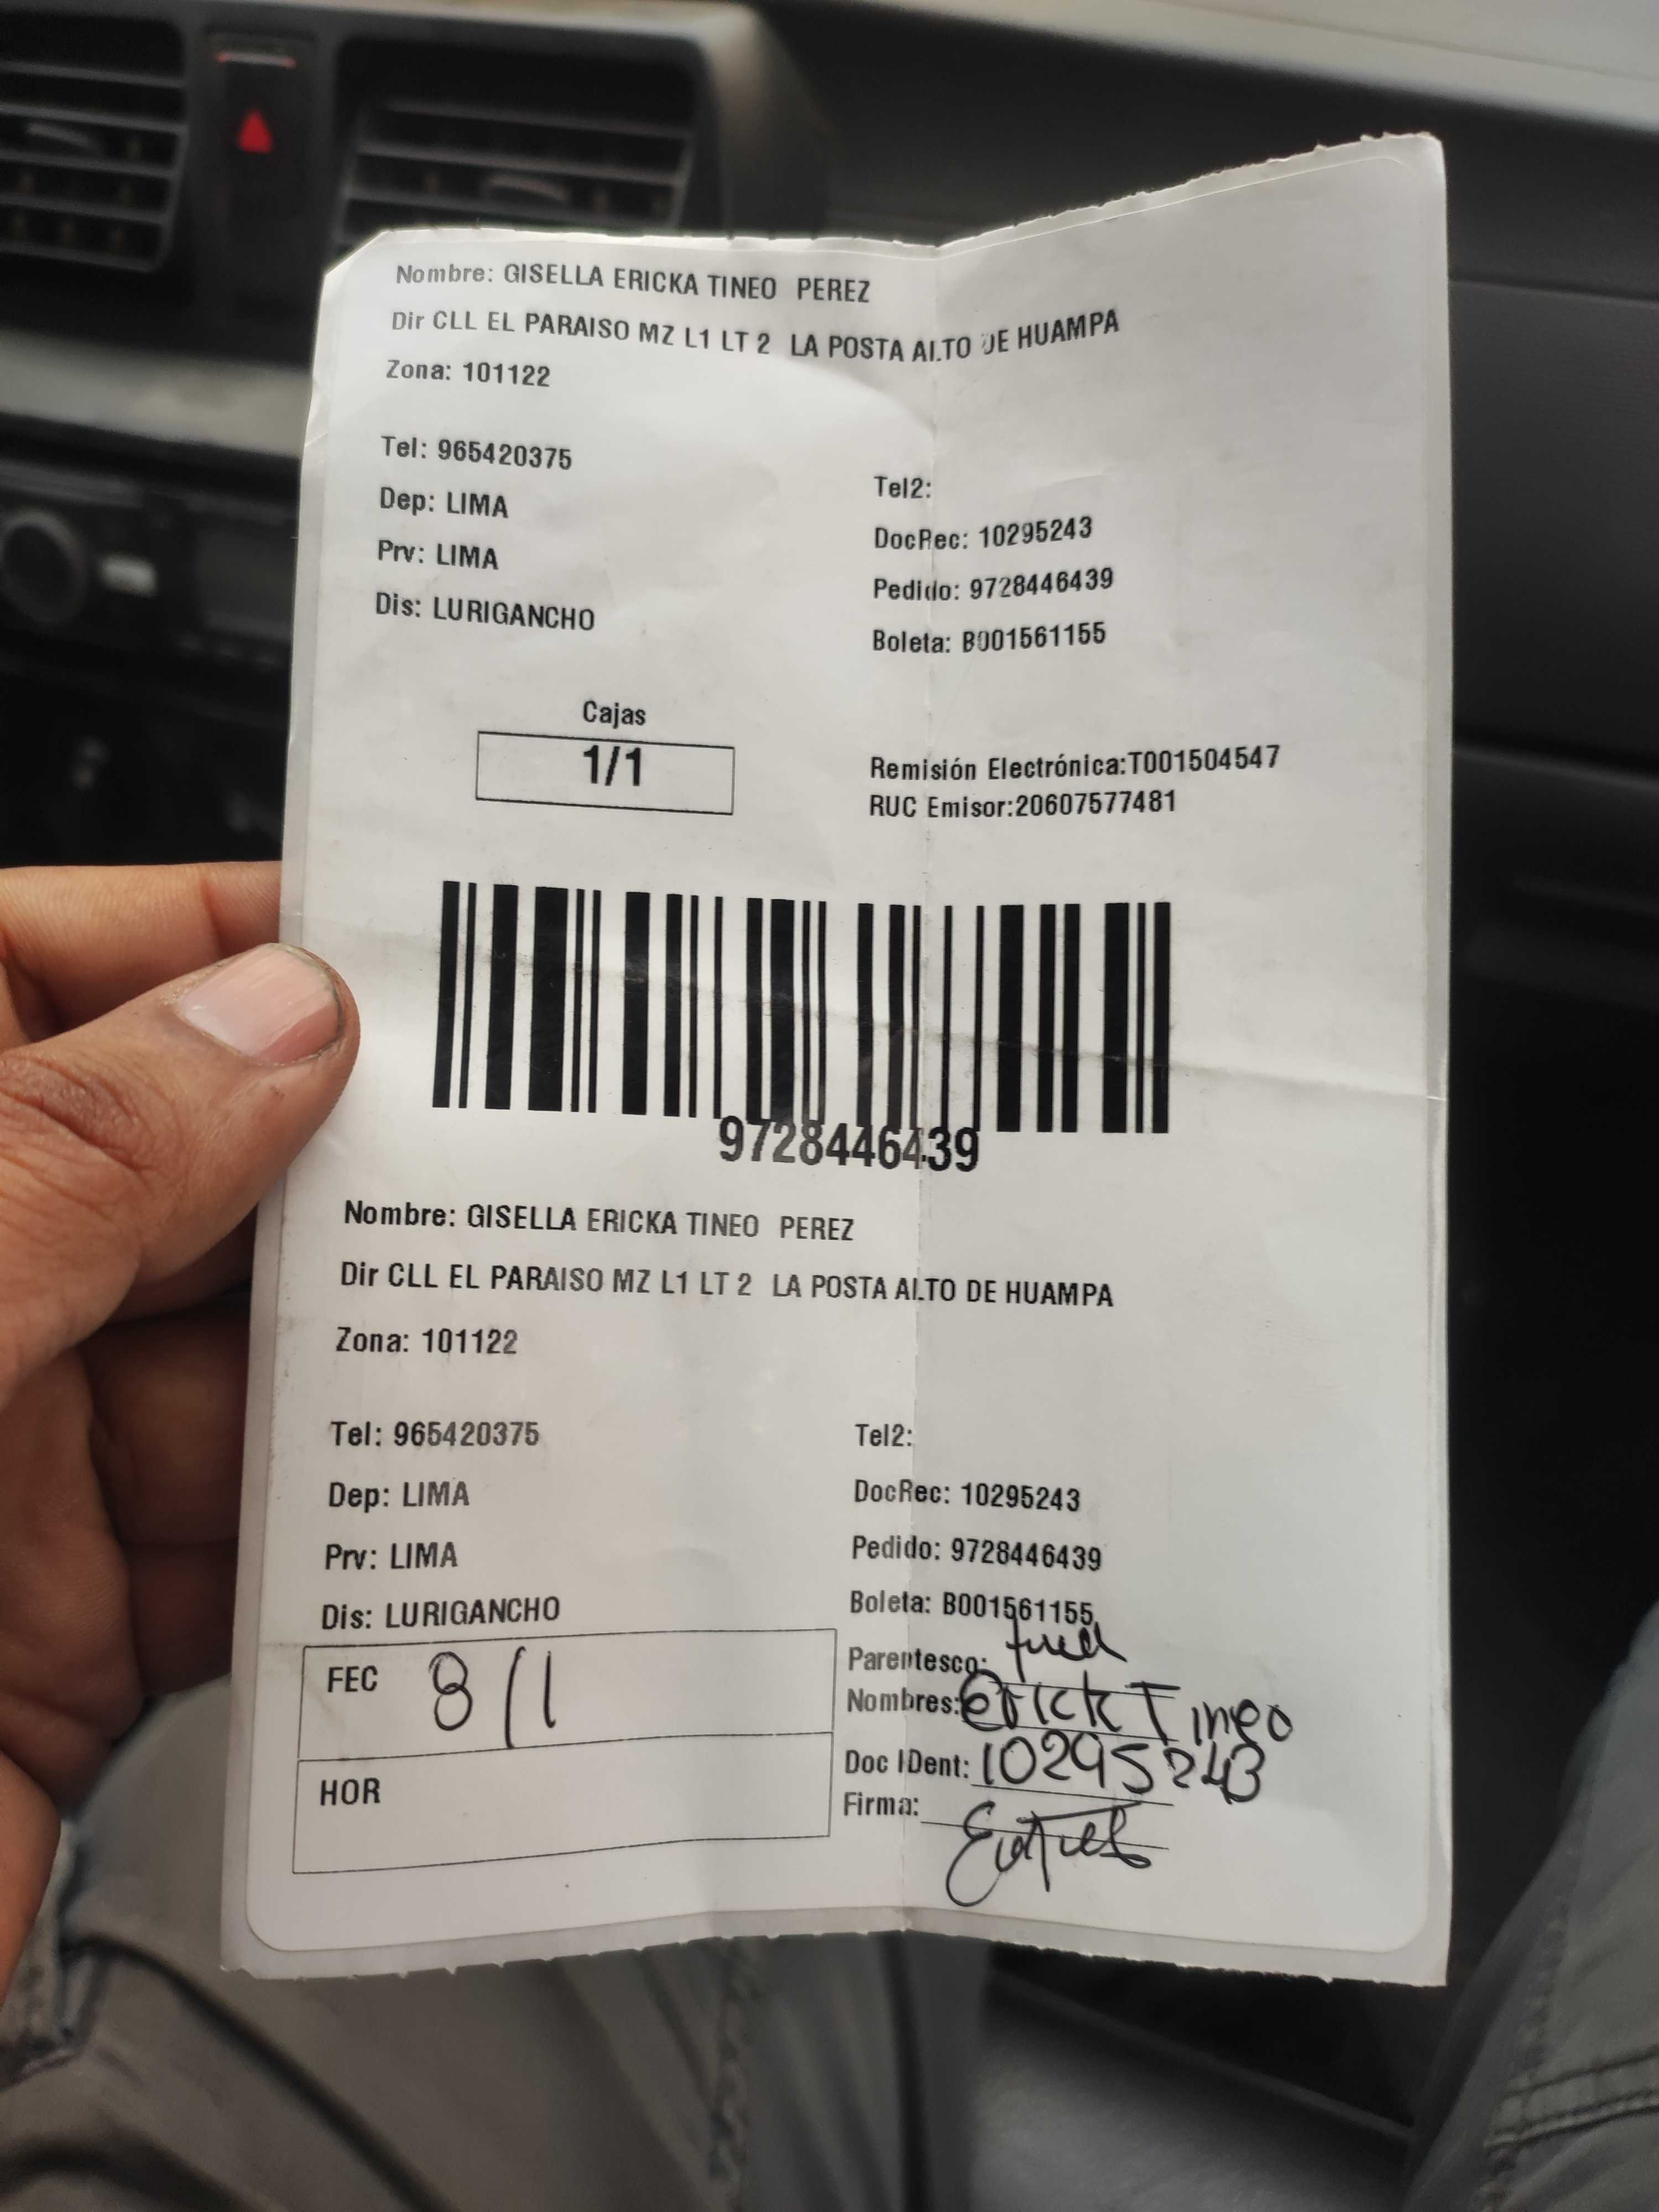 Nombre: GISELLA ERICKA TINEO PEREZ
Dir CLL EL PARAISO MZ L1 LT 2 LA POSTA ALTO DE HUAMPA
Zona: 101122
Tel: 965420375
Tel2:
Dep: LIMA
DocRec: 10295243
Prv: LIMA
Pedido: 9728446439
Dis: LURIGANCHO
Boleta: B001561155
Cajas
1/1
Remisión Electrónica:T001504547
RUC Emisor:20607577481
9728446439
Nombre: GISELLA ERICKA TINEO PEREZ
Dir CLL EL PARAISO MZ L1 LT 2 LA POSTA ALTO DE HUAMPA
Zona: 101122
Tel: 965420375
Tel2:
Dep: LIMA
DocRec: 10295243
Prv: LIMA
Pedido: 9728446439
Dis: LURIGANCHO
Boleta: B001561155
FEC 8/1
Parentesco:
Nombres: Erick Tineo
HOR
Doc IDent: 10295243
Firma: